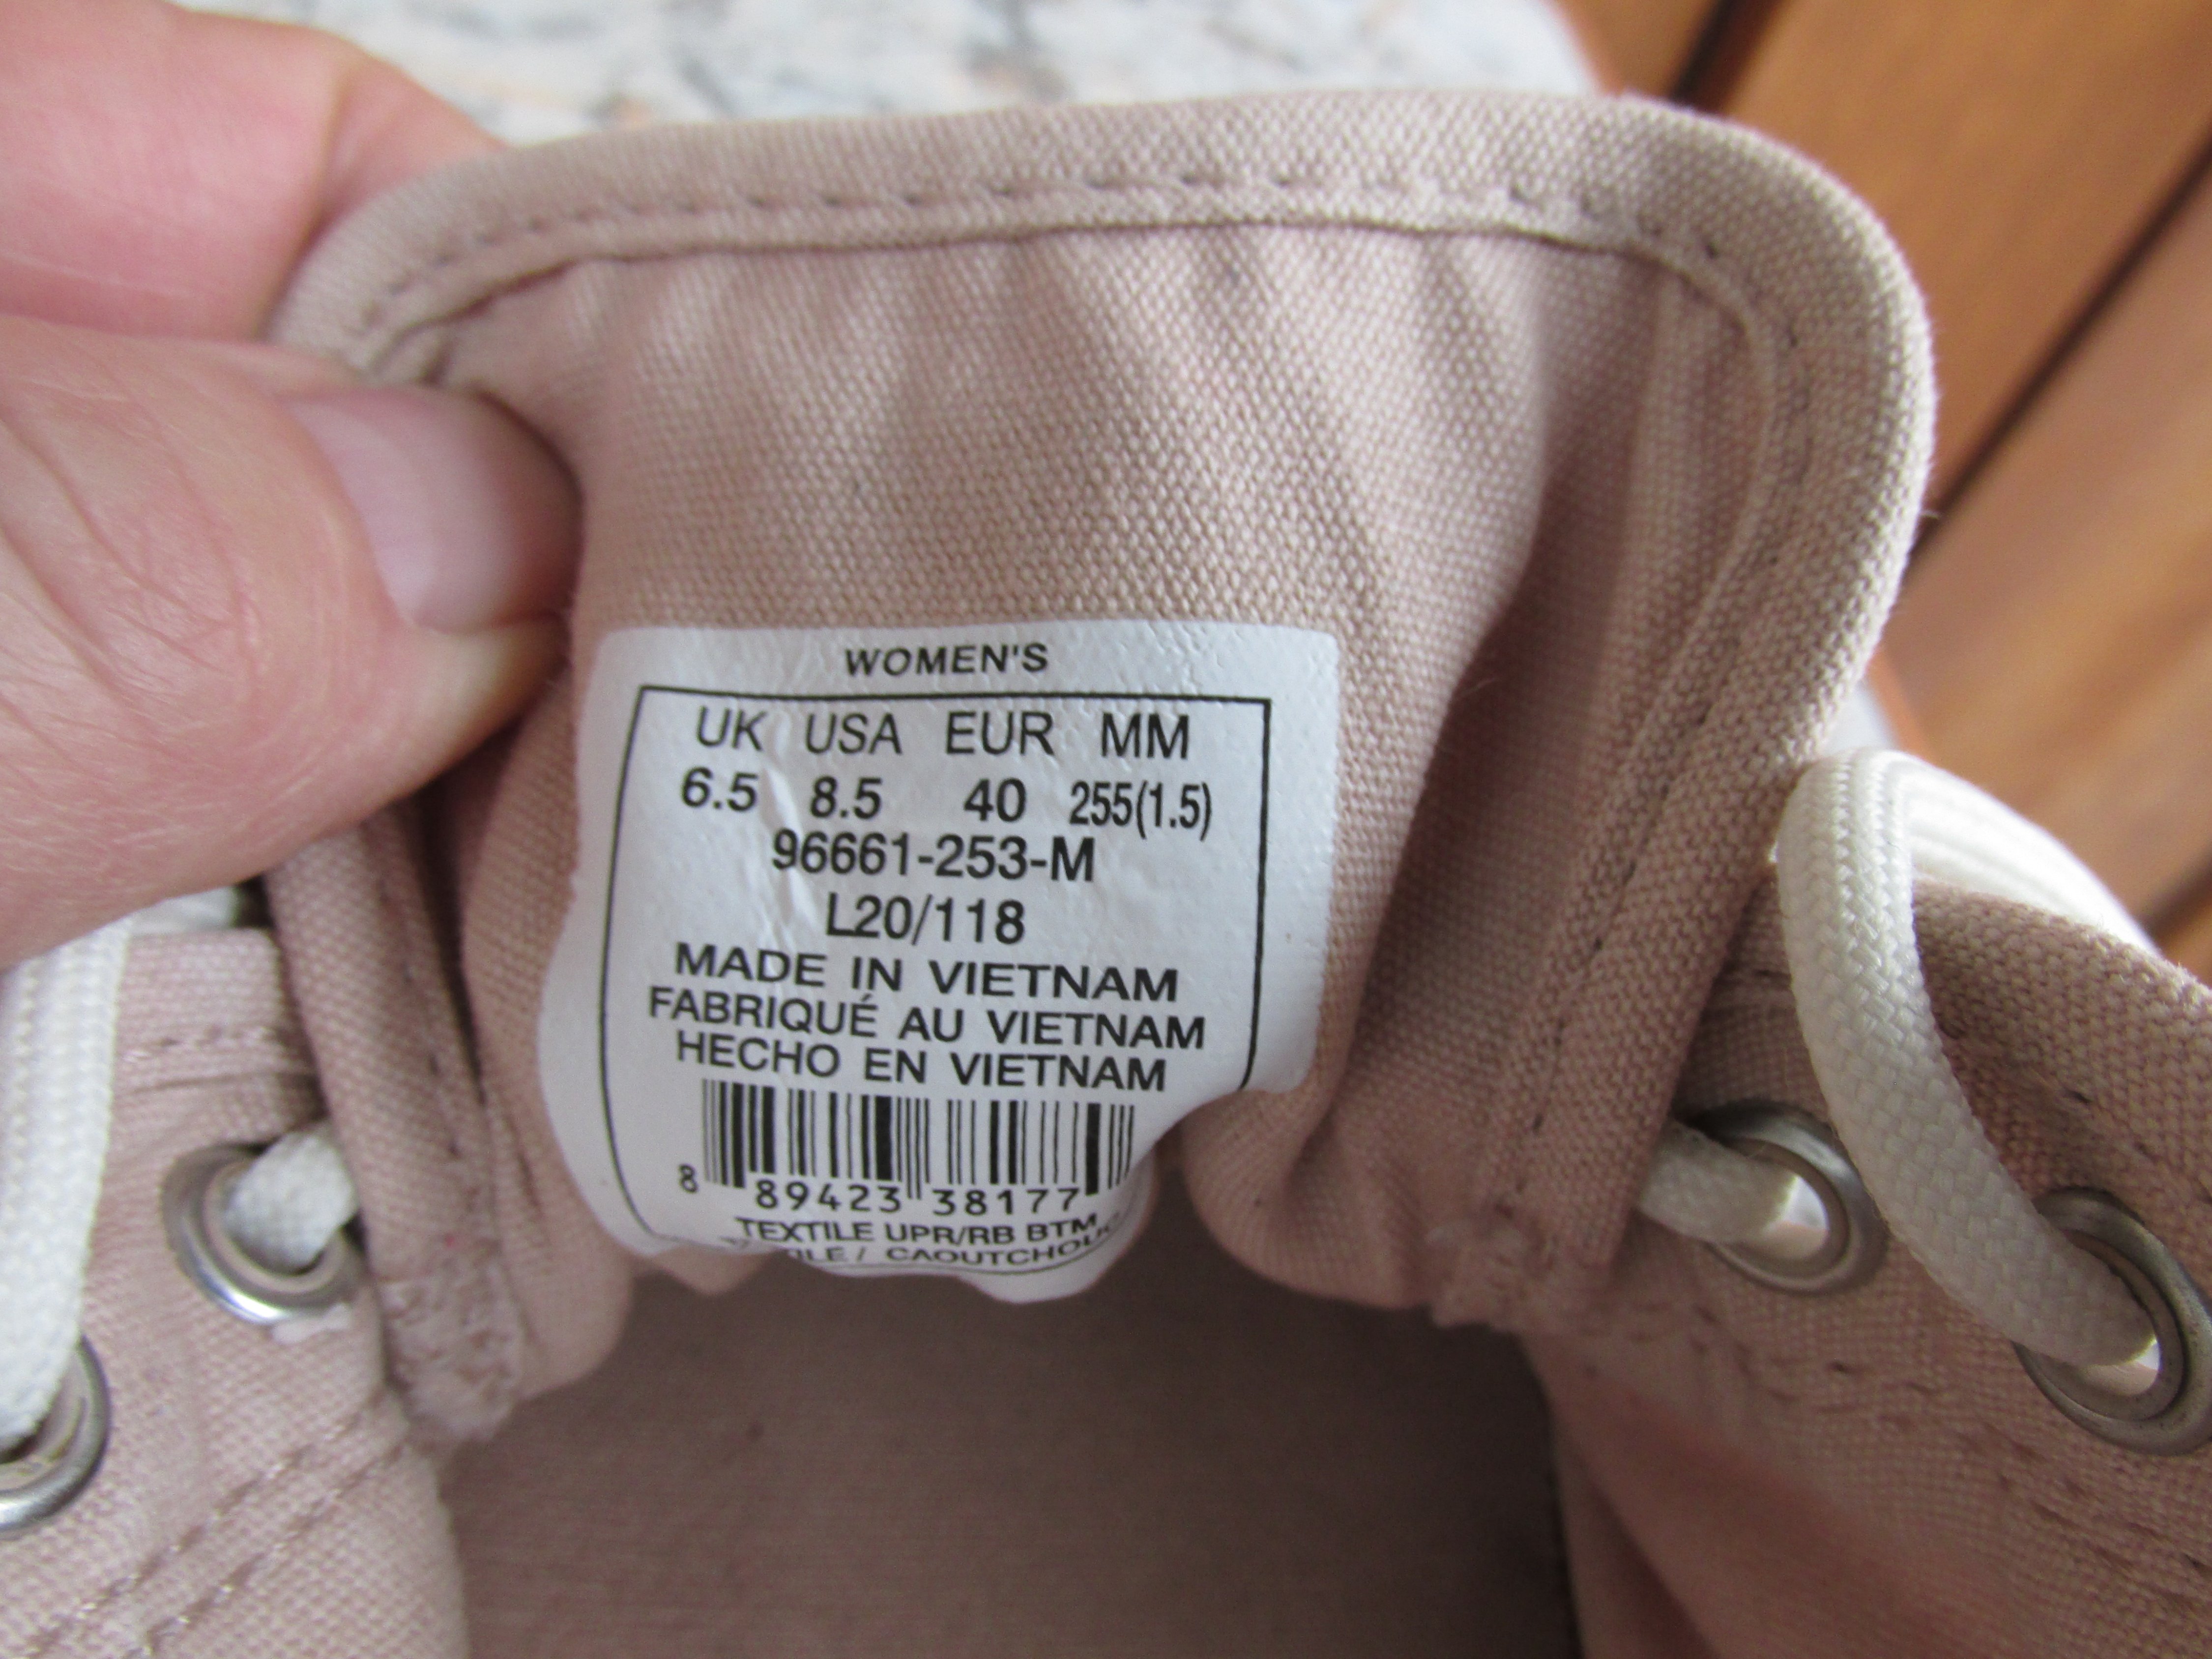 WOMEN'S
UK USA EUR MM
6.5 8.5 40 255(1.5)
96661-253-M
L20/118
MADE IN VIETNAM
FABRIQUÉ AU VIETNAM
HECHO EN VIETNAM
8 89423 38177
TEXTILE UPR/RB BTM
/ CAOUTCHOUC